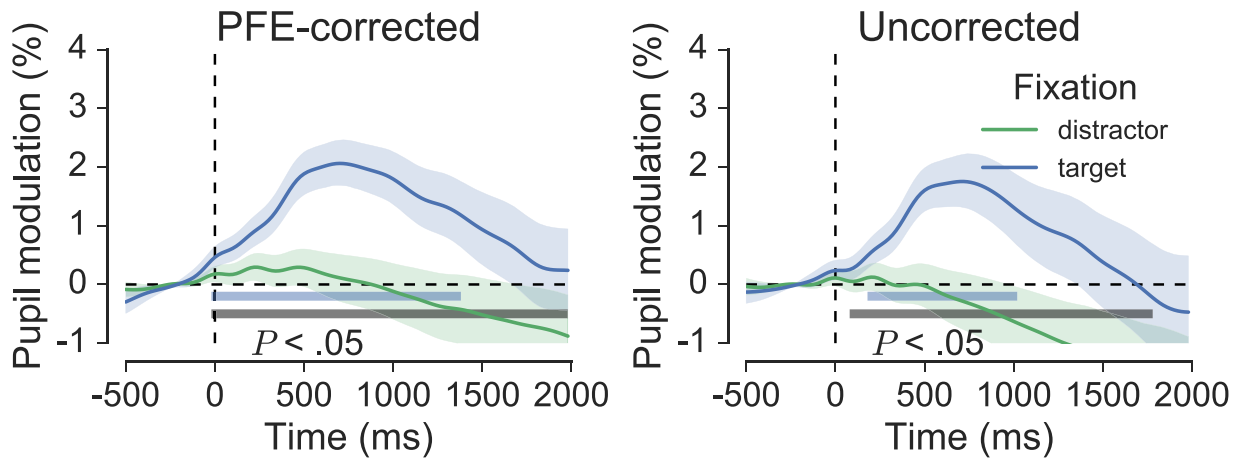 PFE-corrected
Pupil modulation (%)
4
3
2
1
0
-1
P < .05
-500 0 500 1000 1500 2000
Time (ms)
Uncorrected
Pupil modulation (%)
4
3
2
1
0
-1
Fixation
distractor
target
P < .05
-500 0 500 1000 1500 2000
Time (ms)